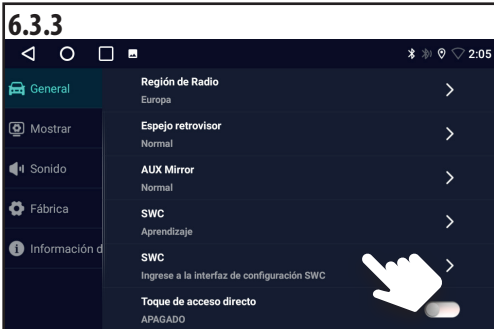 6.3.3
2:05
General
Mostrar
Sonido
Fábrica
Información d
Región de Radio
Europa
Espejo retrovisor
Normal
AUX Mirror
Normal
SWC
Aprendizaje
SWC
Ingrese a la interfaz de configuración SWC
Toque de acceso directo
APAGADO